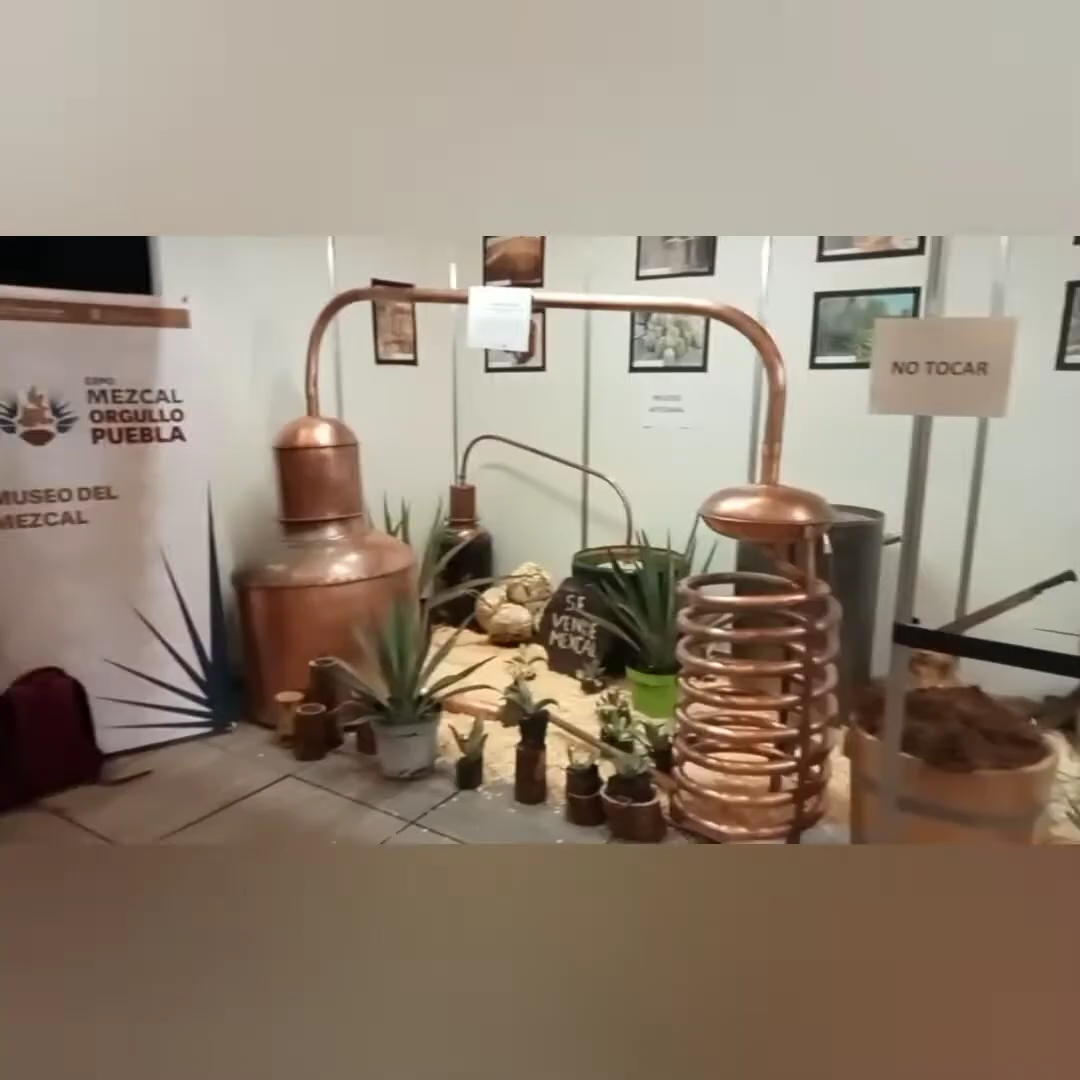 EXPO
MEZCAL
ORGULLO
PUEBLA
MUSEO DEL
MEZCAL
SE
VENDE
MEZCAL
NO TOCAR